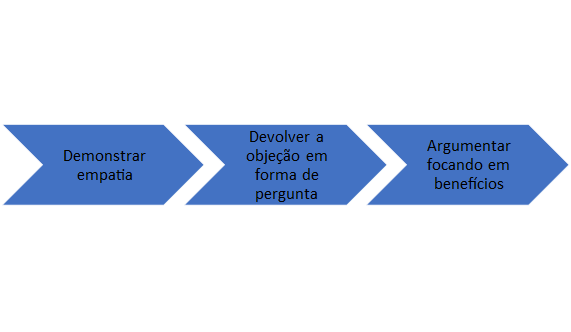 Demonstrar
empatia
Devolver a
objeção em
forma de
pergunta
Argumentar
focando em
benefícios